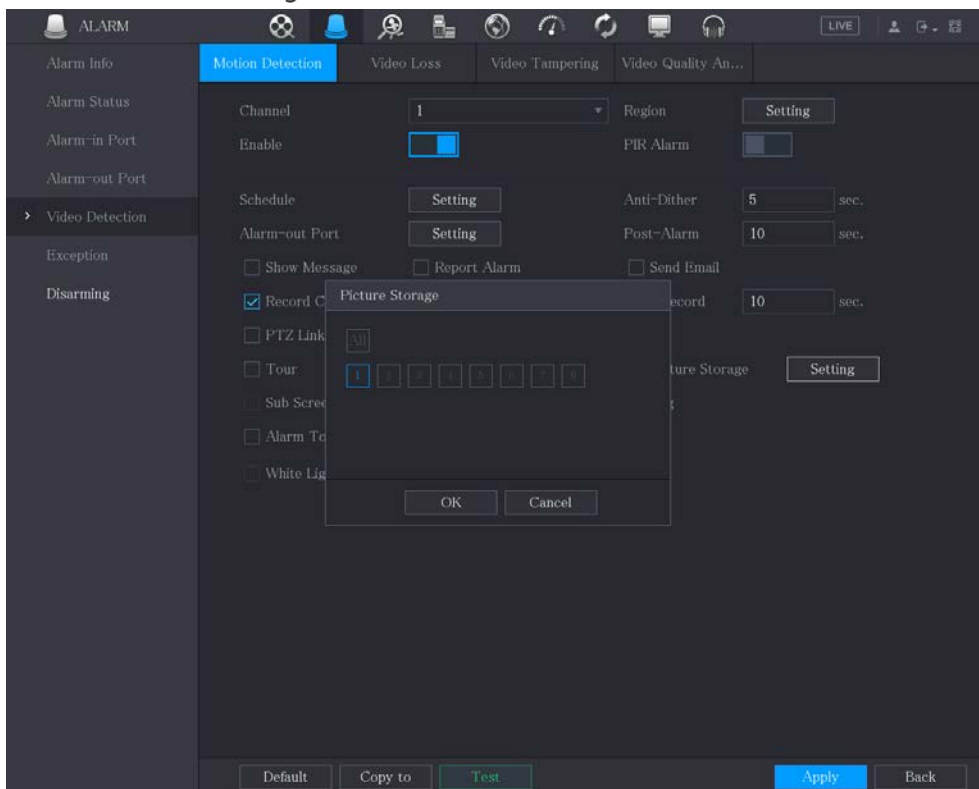 ALARM LIVE
Alarm Info
Alarm Status
Alarm-in Port
Alarm-out Port
Video Detection
Exception
Disarming
Motion Detection Video Loss Video Tampering Video Quality An...
Channel 1 Region Setting
Enable PIR Alarm
Schedule Setting Anti-Dither 5 sec.
Alarm-out Port Setting Post-Alarm 10 sec.
Show Message Report Alarm Send Email
Record C ecord 10 sec.
PTZ Link
Tour ture Storage Setting
Sub Scree g
Alarm To
White Lig
Picture Storage
All
1 2 3 4 5 6 7 8
OK Cancel
Default Copy to Test Apply Back